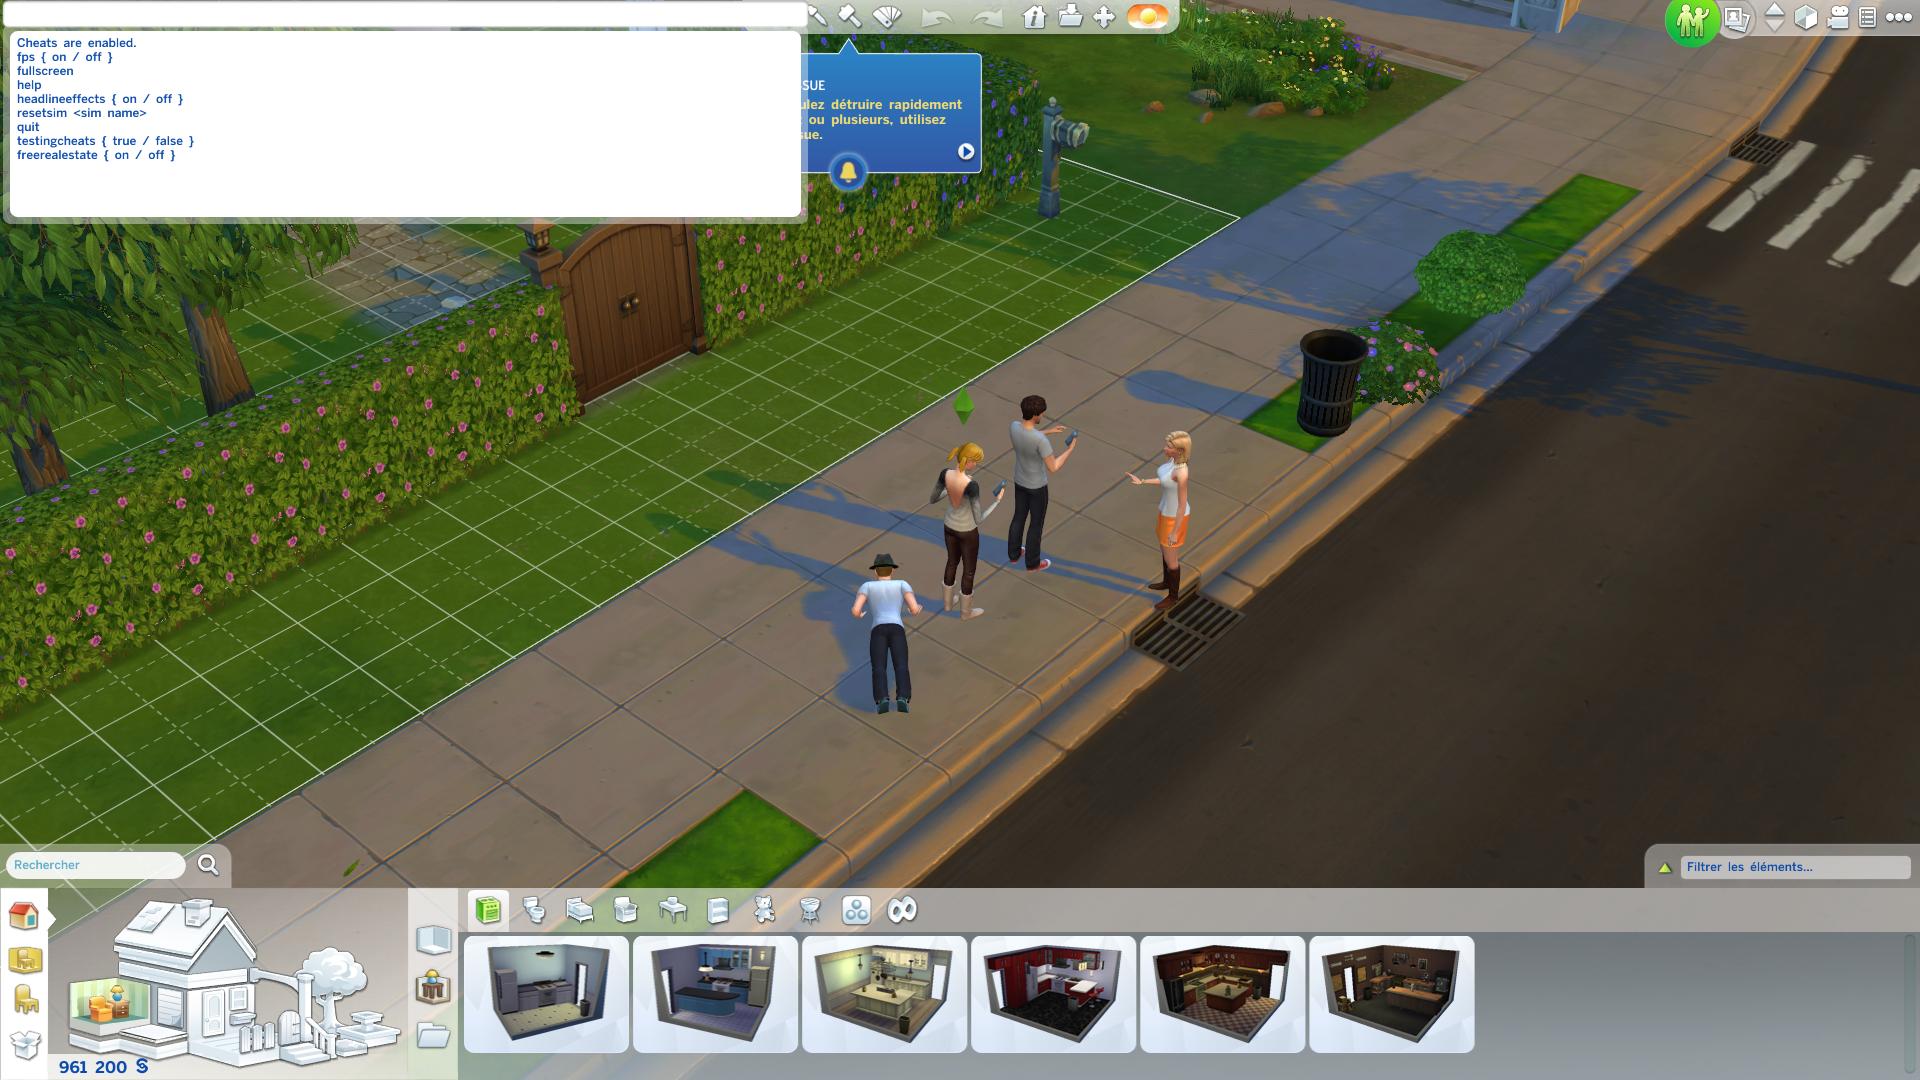 Cheats are enabled.
fps { on / off }
fullscreen
help
headlineeffects { on / off }
resetsim <sim name>
quit
testingcheats { true / false }
freerealestate { on / off }
SSUE
ulez détruire rapidement
ou plusieurs, utilisez
sue.
Rechercher
Filtrer les éléments...
961 200 §